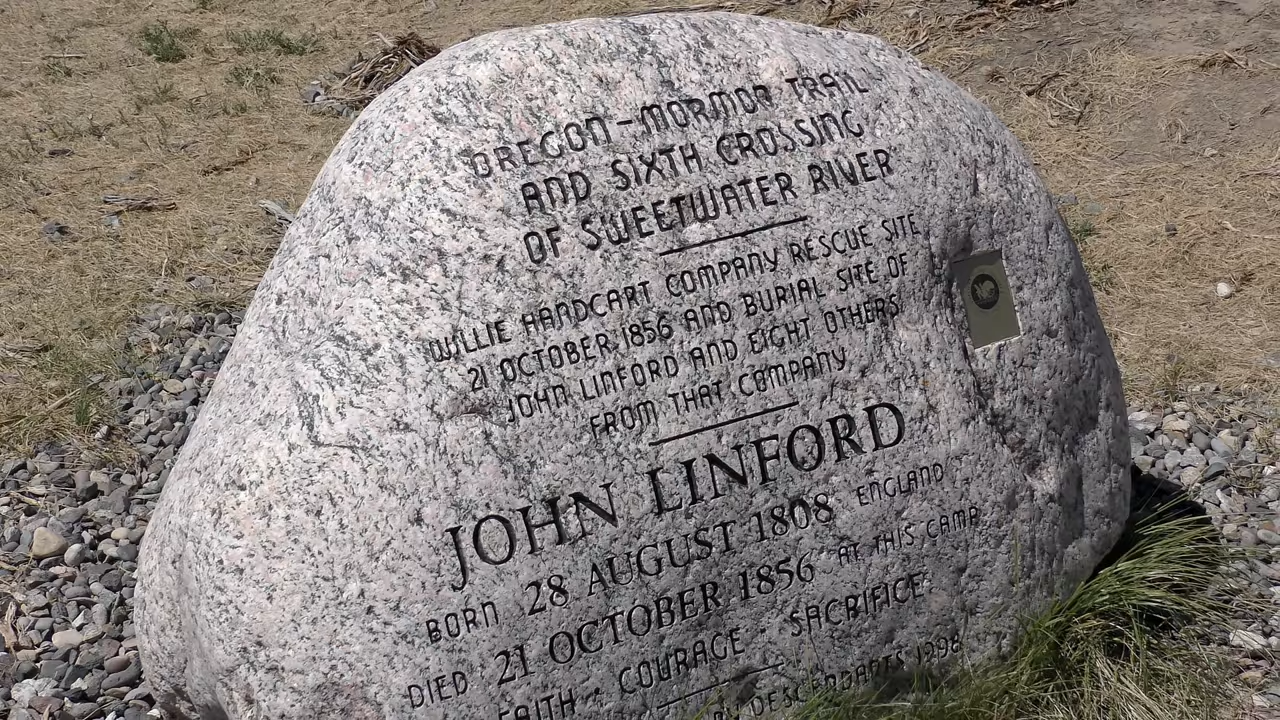 OREGON-MORMON TRAIL
AND SIXTH CROSSING
OF SWEETWATER RIVER
WILLIE HANDCART COMPANY RESCUE SITE
21 OCTOBER 1856 AND BURIAL SITE OF
JOHN LINFORD AND EIGHT OTHERS
FROM THAT COMPANY
JOHN LINFORD
BORN 28 AUGUST 1808 ENGLAND
DIED 21 OCTOBER 1856 AT THIS CAMP
FAITH · COURAGE · SACRIFICE
BY DESCENDANTS 1996